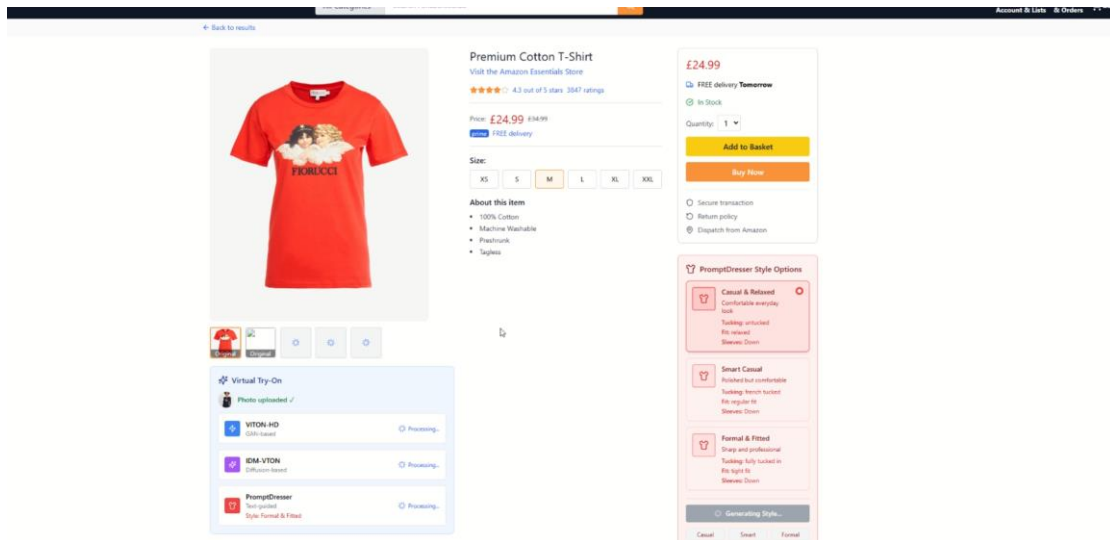 Account & Lists & Orders
← Back to results
FIORUCCI
Original
Original
Virtual Try-On
Photo uploaded ✓
VITON-HD
GAN-based
Processing...
IDM-VTON
Diffusion-based
Processing...
PromptDresser
Text-guided
Style: Formal & Fitted
Processing...
Premium Cotton T-Shirt
Visit the Amazon Essentials Store
4.3 out of 5 stars 3847 ratings
Price: £24.99 £34.99
prime FREE delivery
Size:
XS S M L XL XXL
About this item
• 100% Cotton
• Machine Washable
• Preshrunk
• Tagless
£24.99
FREE delivery Tomorrow
In Stock
Quantity: 1
Add to Basket
Buy Now
Secure transaction
Return policy
Dispatch from Amazon
PromptDresser Style Options
Casual & Relaxed
Comfortable everyday
look
Tucking: untucked
Fit: relaxed
Sleeves: Down
Smart Casual
Polished but comfortable
Tucking: french tucked
Fit: regular fit
Sleeves: Down
Formal & Fitted
Sharp and professional
Tucking: fully tucked in
Fit: tight fit
Sleeves: Down
Generating Style...
Casual Smart Formal